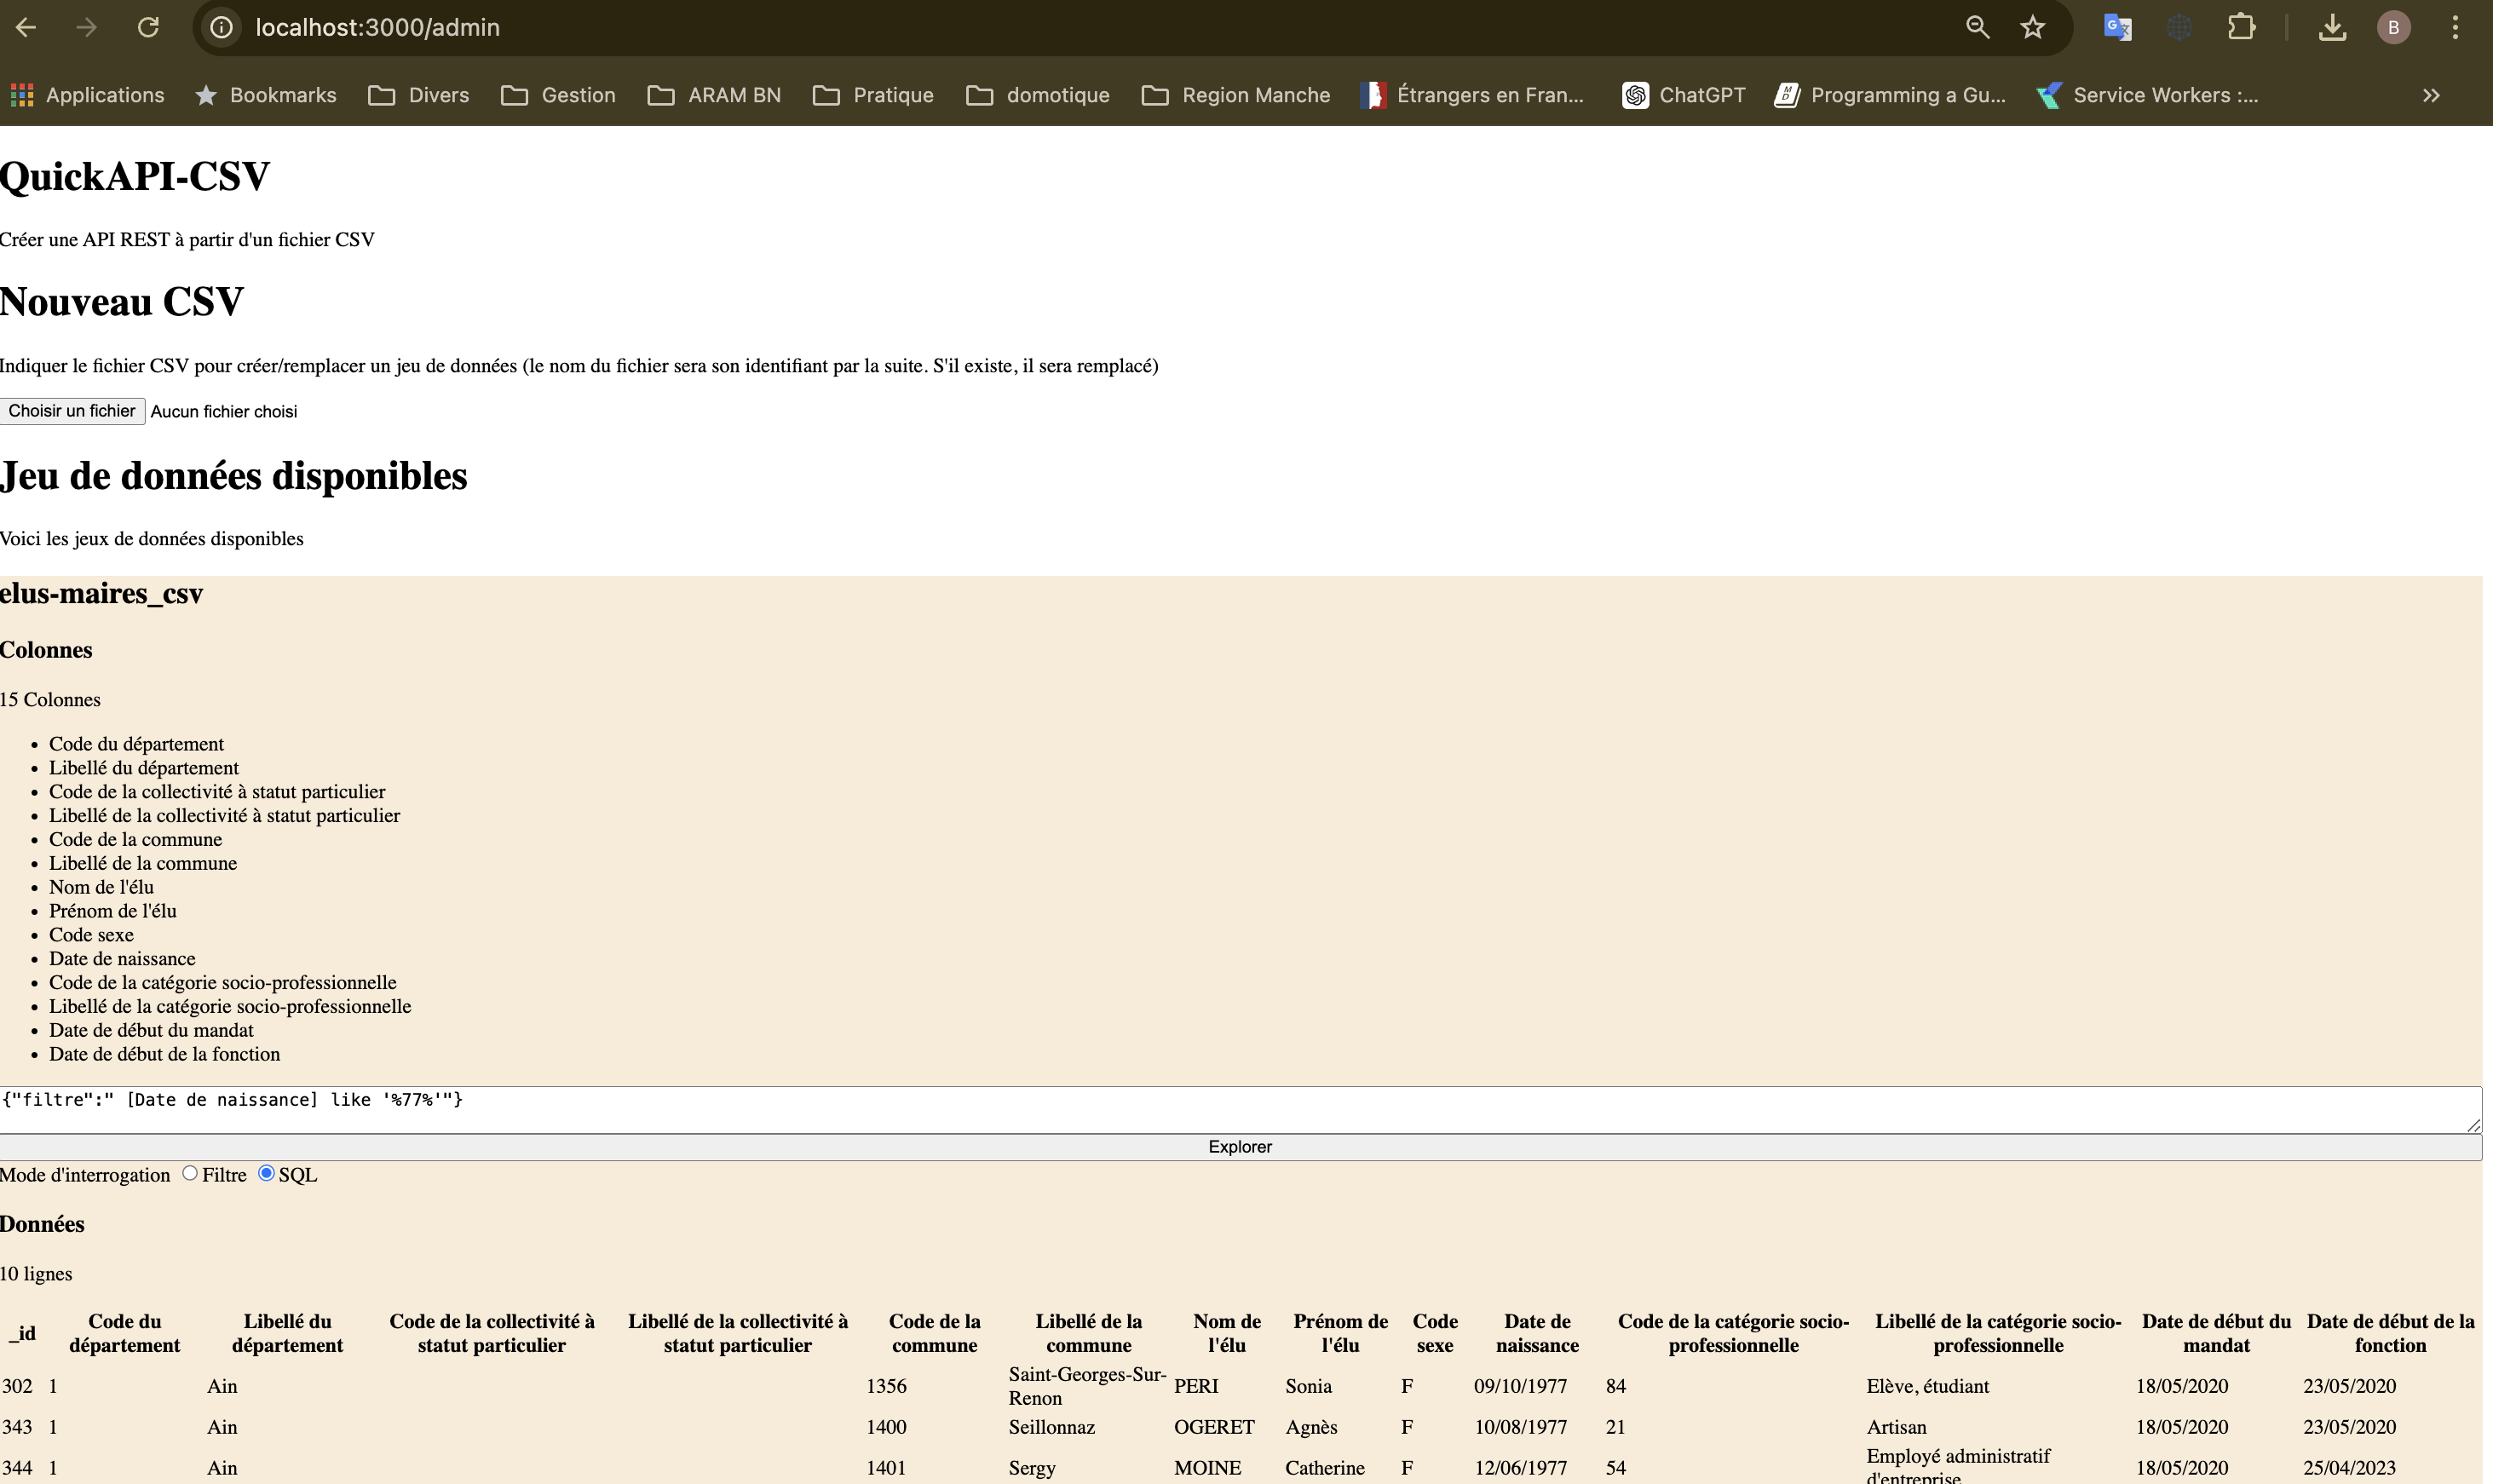 localhost:3000/admin
B
Applications Bookmarks Divers Gestion ARAM BN Pratique domotique Region Manche Étrangers en Fran... ChatGPT Programming a Gu... Service Workers :...
QuickAPI-CSV
Créer une API REST à partir d'un fichier CSV
Nouveau CSV
Indiquer le fichier CSV pour créer/remplacer un jeu de données (le nom du fichier sera son identifiant par la suite. S'il existe, il sera remplacé)
Choisir un fichier Aucun fichier choisi
Jeu de données disponibles
Voici les jeux de données disponibles
elus-maires_csv
Colonnes
15 Colonnes
• Code du département
• Libellé du département
• Code de la collectivité à statut particulier
• Libellé de la collectivité à statut particulier
• Code de la commune
• Libellé de la commune
• Nom de l'élu
• Prénom de l'élu
• Code sexe
• Date de naissance
• Code de la catégorie socio-professionnelle
• Libellé de la catégorie socio-professionnelle
• Date de début du mandat
• Date de début de la fonction
{"filtre":" [Date de naissance] like '%77%'"}
Explorer
Mode d'interrogation Filtre SQL
Données
10 lignes
_id Code du département Libellé du département Code de la collectivité à statut particulier Libellé de la collectivité à statut particulier Code de la commune Libellé de la commune Nom de l'élu Prénom de l'élu Code sexe Date de naissance Code de la catégorie socio-professionnelle Libellé de la catégorie socio-professionnelle Date de début du mandat Date de début de la fonction
302 1 Ain 1356 Saint-Georges-Sur-Renon PERI Sonia F 09/10/1977 84 Elève, étudiant 18/05/2020 23/05/2020
343 1 Ain 1400 Seillonnaz OGERET Agnès F 10/08/1977 21 Artisan 18/05/2020 23/05/2020
344 1 Ain 1401 Sergy MOINE Catherine F 12/06/1977 54 Employé administratif d'entreprise 18/05/2020 25/04/2023